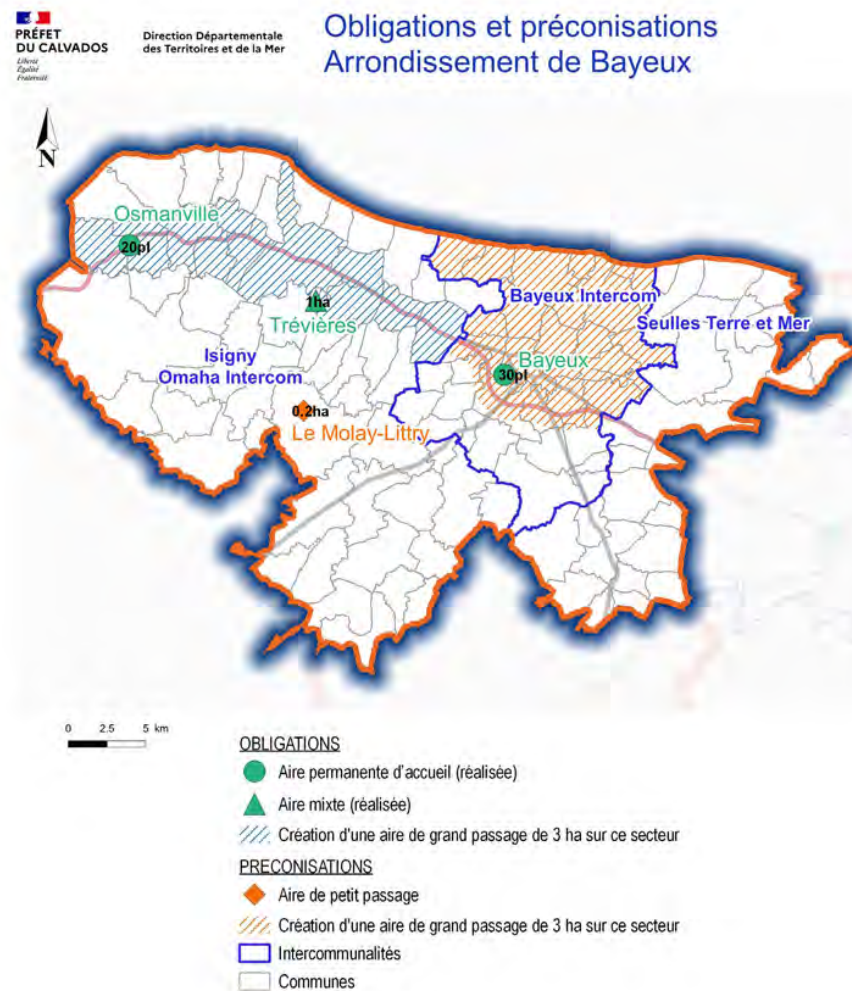 PRÉFET
DU CALVADOS
Liberté
Égalité
Fraternité
Direction Départementale
des Territoires et de la Mer
Obligations et préconisations
Arrondissement de Bayeux
N
Osmanville
20pl
1ha
Trévières
Bayeux Intercom
Seulles Terre et Mer
Isigny
Omaha Intercom
Bayeux
30pl
0.2ha
Le Molay-Littry
0 2.5 5 km
OBLIGATIONS
Aire permanente d'accueil (réalisée)
Aire mixte (réalisée)
Création d'une aire de grand passage de 3 ha sur ce secteur
PRECONISATIONS
Aire de petit passage
Création d'une aire de grand passage de 3 ha sur ce secteur
Intercommunalités
Communes